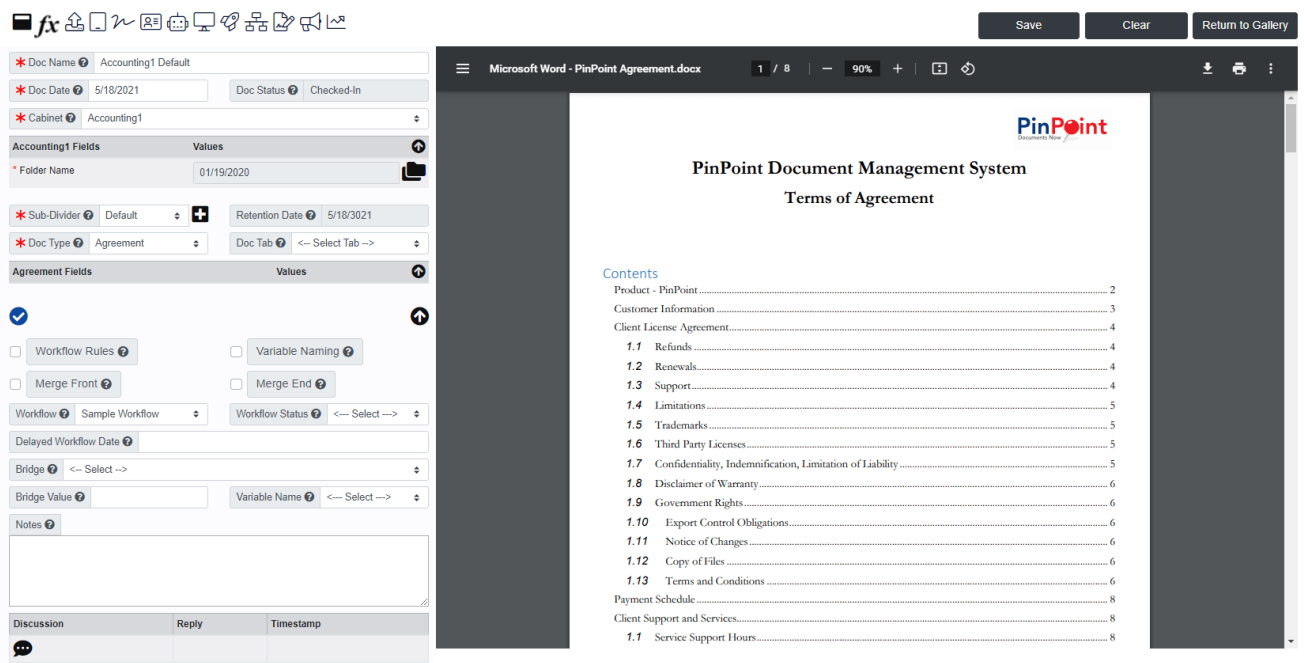 fx
Save Clear Return to Gallery
* Doc Name Accounting1 Default
* Doc Date 5/18/2021 Doc Status Checked-In
* Cabinet Accounting1
Accounting1 Fields Values
* Folder Name 01/19/2020
* Sub-Divider Default Retention Date 5/18/3021
* Doc Type Agreement Doc Tab <-- Select Tab -->
Agreement Fields Values
Workflow Rules Variable Naming
Merge Front Merge End
Workflow Sample Workflow Workflow Status <--- Select --->
Delayed Workflow Date
Bridge <-- Select -->
Bridge Value Variable Name <--- Select --->
Notes
Discussion Reply Timestamp
Microsoft Word - PinPoint Agreement.docx 1 / 8 90%
PinPoint
Documents Now
PinPoint Document Management System
Terms of Agreement
Contents
Product - PinPoint 2
Customer Information 3
Client License Agreement 4
1.1 Refunds 4
1.2 Renewals 4
1.3 Support 4
1.4 Limitations 5
1.5 Trademarks 5
1.6 Third Party Licenses 5
1.7 Confidentiality, Indemnification, Limitation of Liability 5
1.8 Disclaimer of Warranty 6
1.9 Government Rights 6
1.10 Export Control Obligations 6
1.11 Notice of Changes 6
1.12 Copy of Files 6
1.13 Terms and Conditions 6
Payment Schedule 8
Client Support and Services 8
1.1 Service Support Hours 8